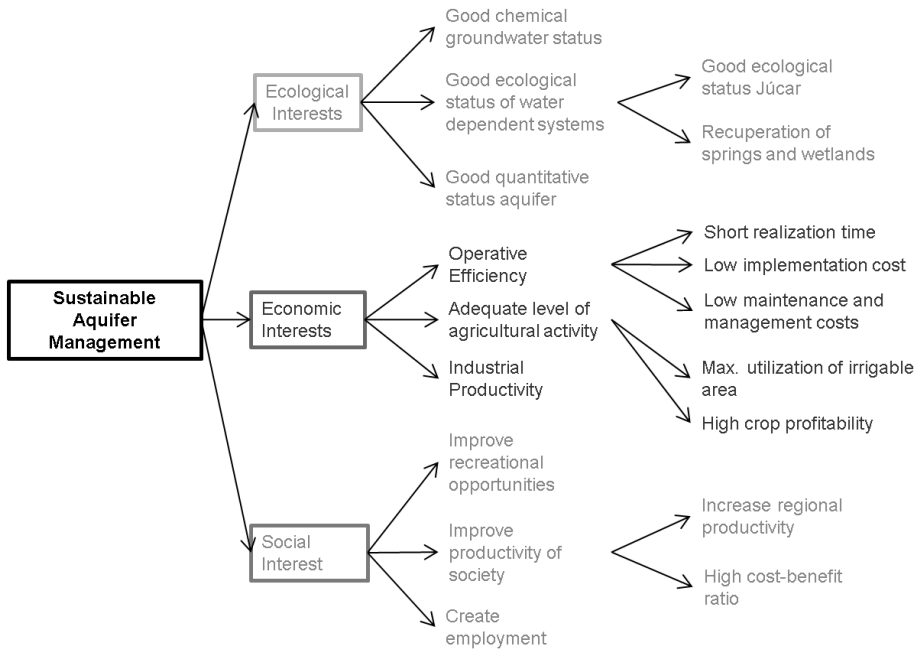 Sustainable
Aquifer
Management
Ecological
Interests
Good chemical
groundwater status
Good ecological
status of water
dependent systems
Good ecological
status Júcar
Recuperation of
springs and wetlands
Good quantitative
status aquifer
Economic
Interests
Operative
Efficiency
Short realization time
Low implementation cost
Low maintenance and
management costs
Adequate level of
agricultural activity
Max. utilization of irrigable
area
High crop profitability
Industrial
Productivity
Social
Interest
Improve
recreational
opportunities
Improve
productivity of
society
Increase regional
productivity
High cost-benefit
ratio
Create
employment